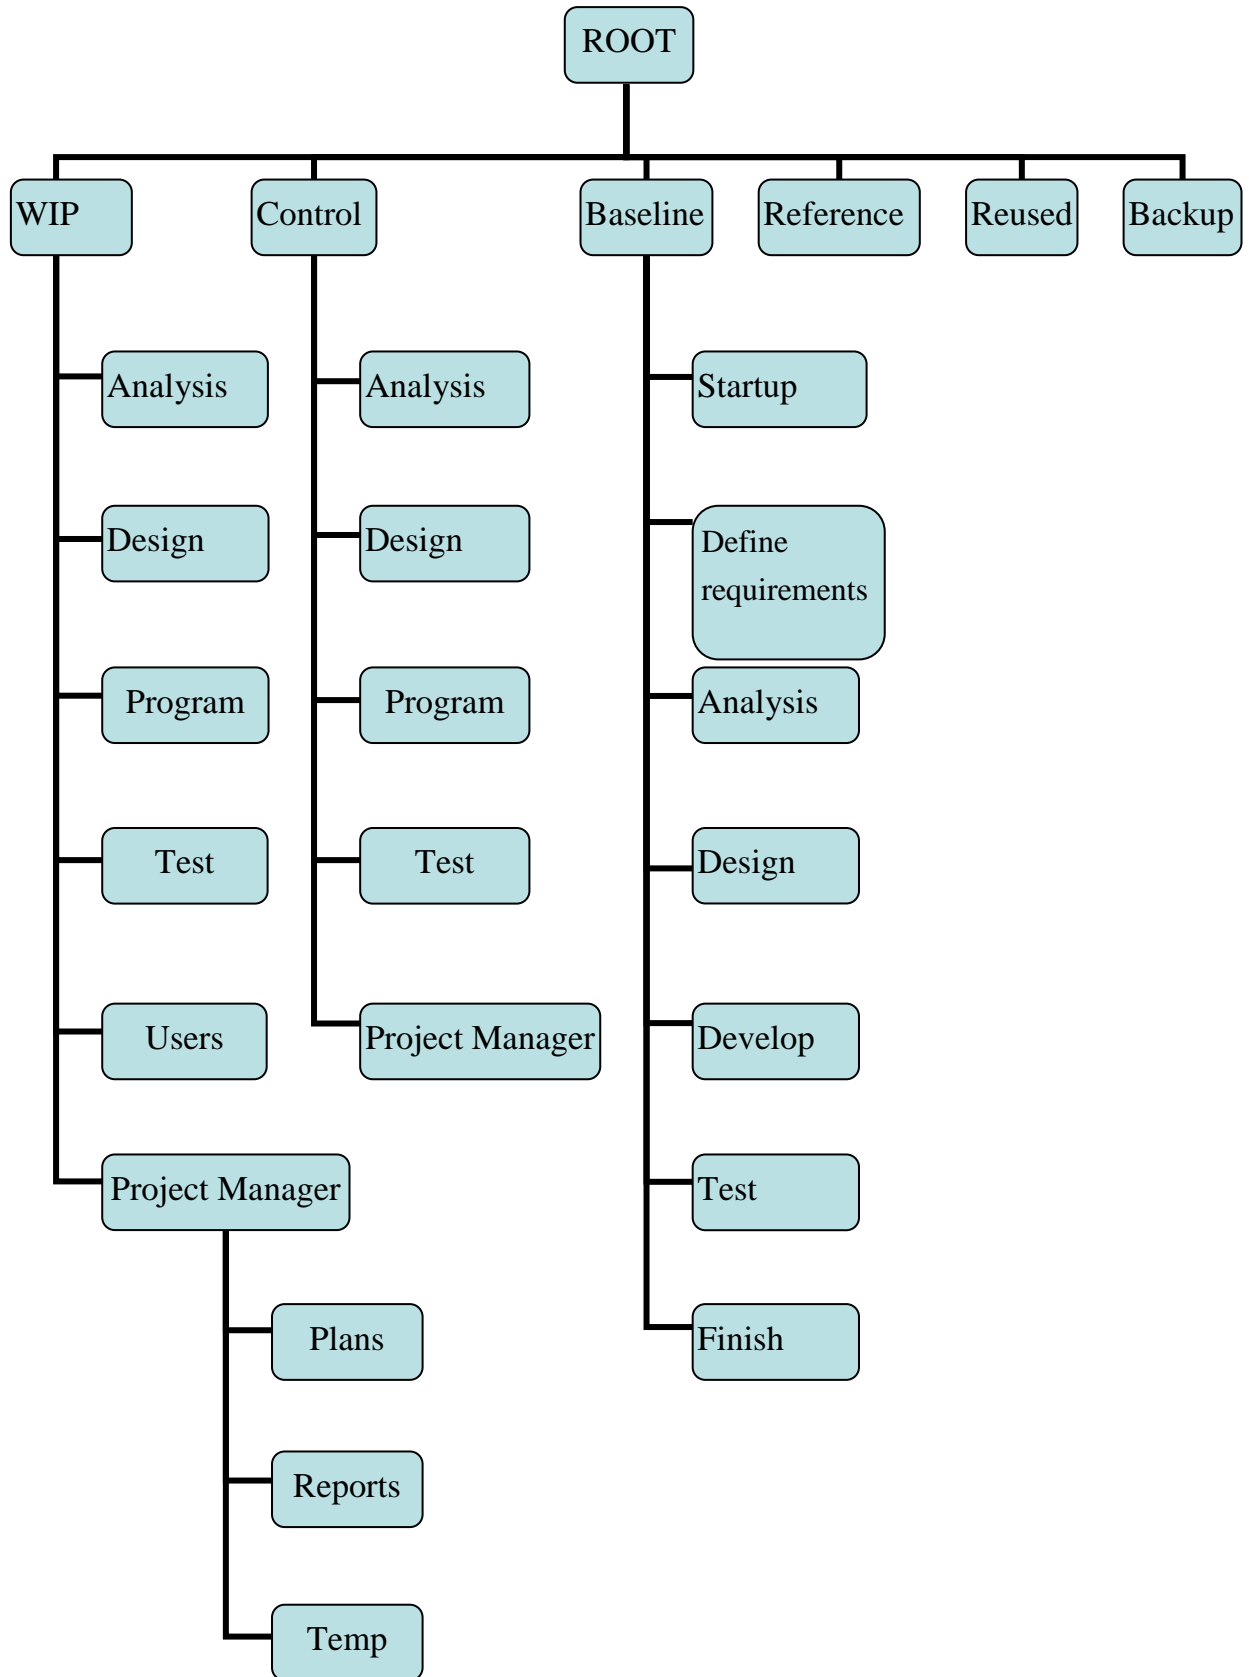 ROOT
WIP
Control
Baseline
Reference
Reused
Backup
Analysis
Analysis
Startup
Design
Design
Define
requirements
Program
Program
Analysis
Test
Test
Design
Users
Project Manager
Develop
Project Manager
Test
Plans
Finish
Reports
Temp